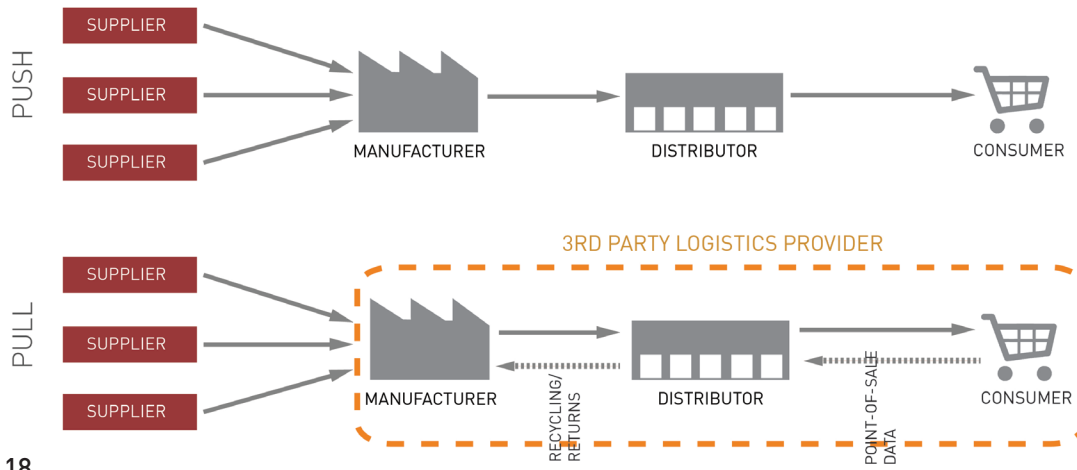 PUSH
SUPPLIER
SUPPLIER
SUPPLIER
MANUFACTURER
DISTRIBUTOR
CONSUMER
3RD PARTY LOGISTICS PROVIDER
PULL
SUPPLIER
SUPPLIER
SUPPLIER
MANUFACTURER
RECYCLING/
RETURNS
DISTRIBUTOR
POINT-OF-SALE
DATA
CONSUMER
18